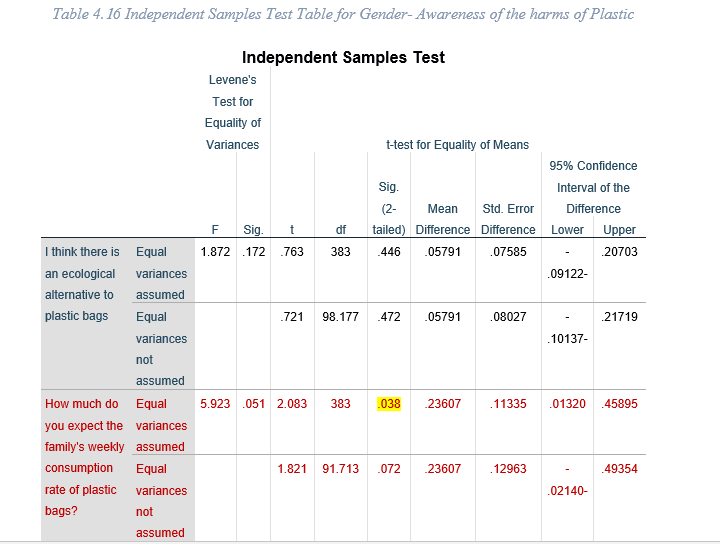 Table 4.16 Independent Samples Test Table for Gender- Awareness of the harms of Plastic
Independent Samples Test
Levene's
Test for
Equality of
Variances
t-test for Equality of Means
F
Sig.
t
df
Sig.
(2-
tailed)
Mean
Difference
Std. Error
Difference
95% Confidence
Interval of the
Difference
Lower Upper
I think there is
an ecological
alternative to
plastic bags
Equal
variances
assumed
1.872 .172 .763 383 .446 .05791 .07585 -
.09122-
.20703
Equal
variances
not
assumed
.721 98.177 .472 .05791 .08027 -
.10137-
.21719
How much do
you expect the
family's weekly
consumption
rate of plastic
bags?
Equal
variances
assumed
5.923 .051 2.083 383 .038 .23607 .11335 .01320 .45895
Equal
variances
not
assumed
1.821 91.713 .072 .23607 .12963 -
.02140-
.49354